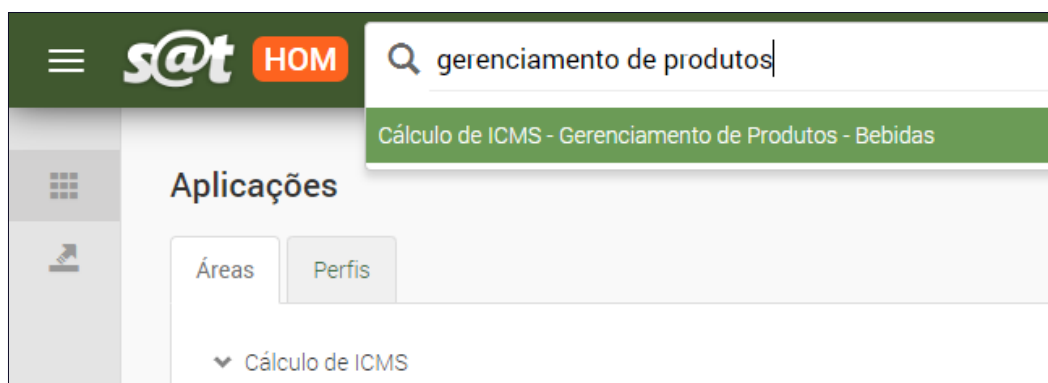 s@t HOM gerenciamento de produtos
Cálculo de ICMS - Gerenciamento de Produtos - Bebidas
Aplicações
Áreas Perfis
Cálculo de ICMS